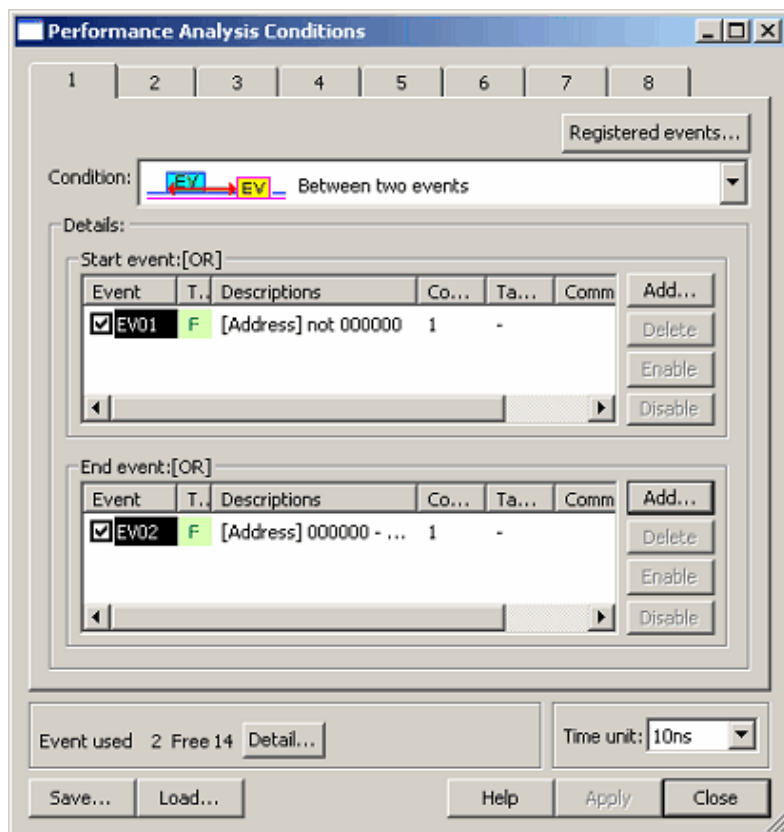 Performance Analysis Conditions
1 2 3 4 5 6 7 8
Registered events...
Condition: EV EV Between two events
Details:
Start event:[OR]
Event T.. Descriptions Co... Ta... Comm Add...
EV01 F [Address] not 000000 1 -
Delete
Enable
Disable
End event:[OR]
Event T.. Descriptions Co... Ta... Comm Add...
EV02 F [Address] 000000 - ... 1 -
Delete
Enable
Disable
Event used 2 Free 14 Detail... Time unit: 10ns
Save... Load... Help Apply Close